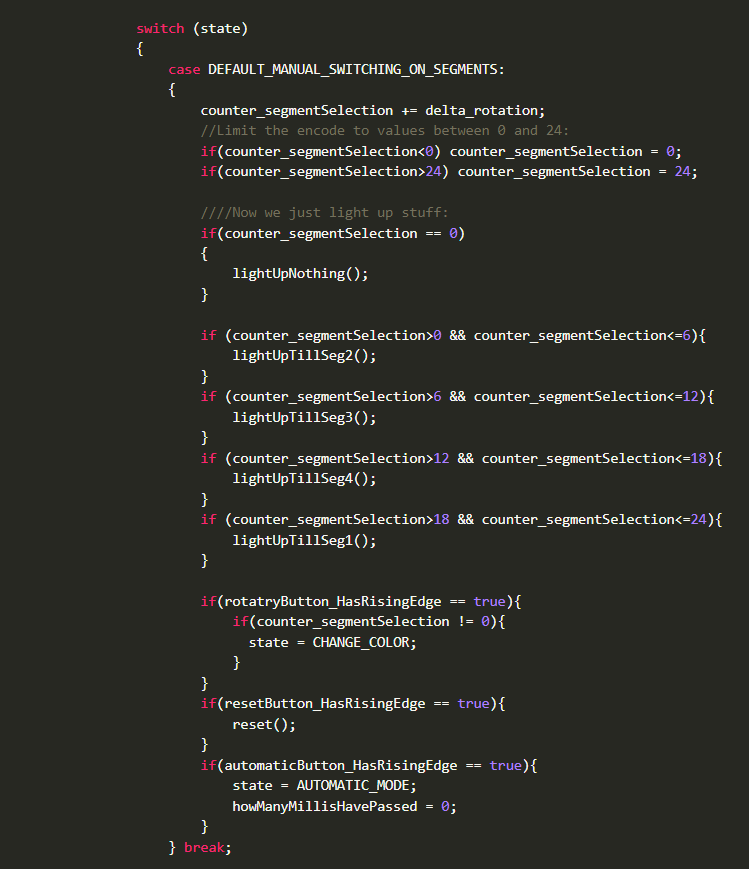 switch (state)
{
case DEFAULT_MANUAL_SWITCHING_ON_SEGMENTS:
{
counter_segmentSelection += delta_rotation;
//Limit the encode to values between 0 and 24:
if(counter_segmentSelection<0) counter_segmentSelection = 0;
if(counter_segmentSelection>24) counter_segmentSelection = 24;
////Now we just light up stuff:
if(counter_segmentSelection == 0)
{
lightUpNothing();
}
if (counter_segmentSelection>0 && counter_segmentSelection<=6){
lightUpTillSeg2();
}
if (counter_segmentSelection>6 && counter_segmentSelection<=12){
lightUpTillSeg3();
}
if (counter_segmentSelection>12 && counter_segmentSelection<=18){
lightUpTillSeg4();
}
if (counter_segmentSelection>18 && counter_segmentSelection<=24){
lightUpTillSeg1();
}
if(rotatryButton_HasRisingEdge == true){
if(counter_segmentSelection != 0){
state = CHANGE_COLOR;
}
}
if(resetButton_HasRisingEdge == true){
reset();
}
if(automaticButton_HasRisingEdge == true){
state = AUTOMATIC_MODE;
howManyMillisHavePassed = 0;
}
} break;